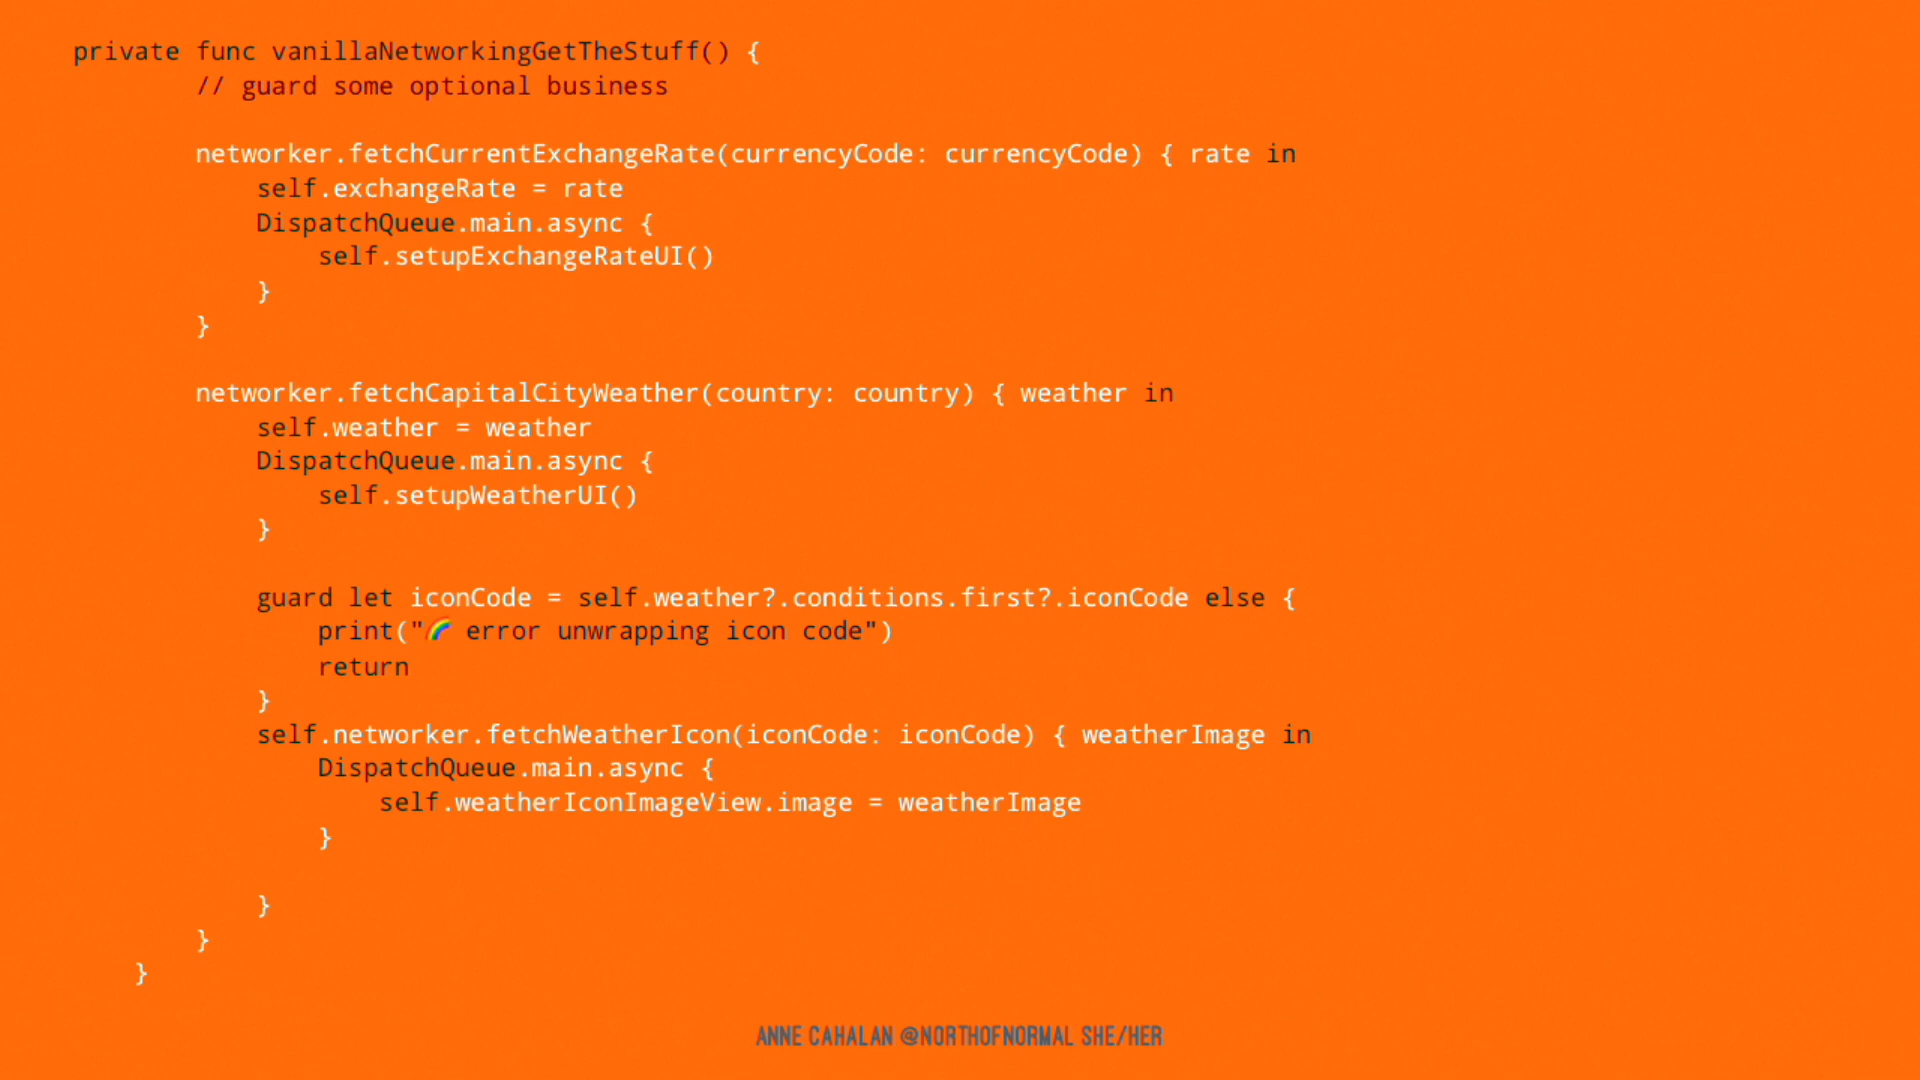 private func vanillaNetworkingGetTheStuff() {
// guard some optional business
networker.fetchCurrentExchangeRate(currencyCode: currencyCode) { rate in
self.exchangeRate = rate
DispatchQueue.main.async {
self.setupExchangeRateUI()
}
}
networker.fetchCapitalCityWeather(country: country) { weather in
self.weather = weather
DispatchQueue.main.async {
self.setupWeatherUI()
}
guard let iconCode = self.weather?.conditions.first?.iconCode else {
print("🌈 error unwrapping icon code")
return
}
self.networker.fetchWeatherIcon(iconCode: iconCode) { weatherImage in
DispatchQueue.main.async {
self.weatherIconImageView.image = weatherImage
}
}
}
}
ANNE CAHALAN @NORTHOFNORMAL SHE/HER